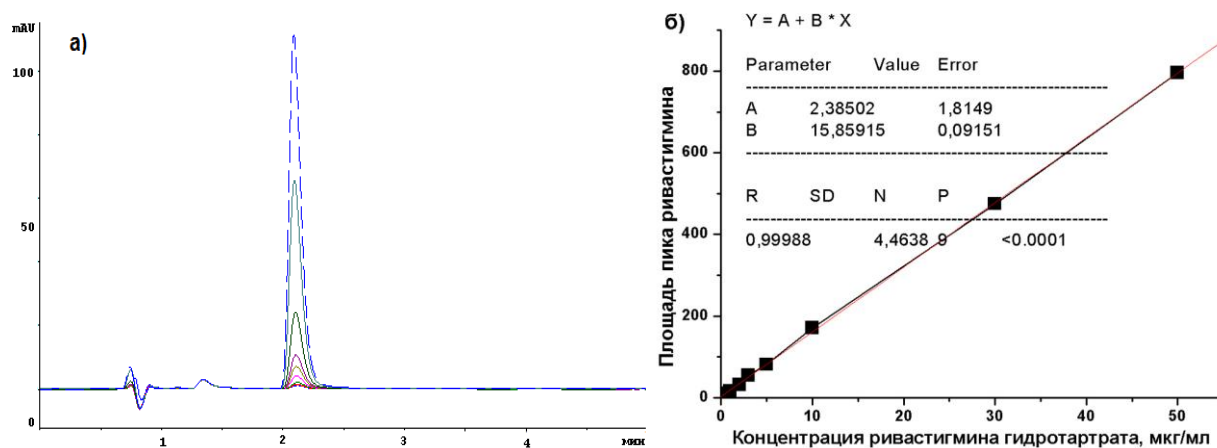 mAU
а)
100
50
0
1
2
3
4
мин
б)
Y = A + B * X
Parameter Value Error
A 2,38502 1,8149
B 15,85915 0,09151
R SD N P
0,99988 4,4638 9 <0.0001
Площадь пика ривастигмина
800
600
400
200
0
0
10
20
30
40
50
Концентрация ривастигмина гидротартрата, мкг/мл